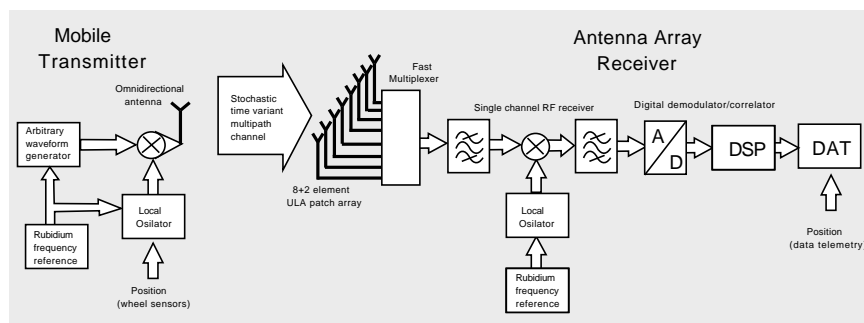 Mobile
Transmitter
Omnidirectional
antenna
Arbitrary
waveform
generator
Rubidium
frequency
reference
Local
Osilator
Position
(wheel sensors)
Stochastic
time variant
multipath
channel
8+2 element
ULA patch array
Fast
Multiplexer
Antenna Array
Receiver
Single channel RF receiver
Digital demodulator/correlator
A
D
DSP
DAT
Local
Osilator
Rubidium
frequency
reference
Position
(data telemetry)